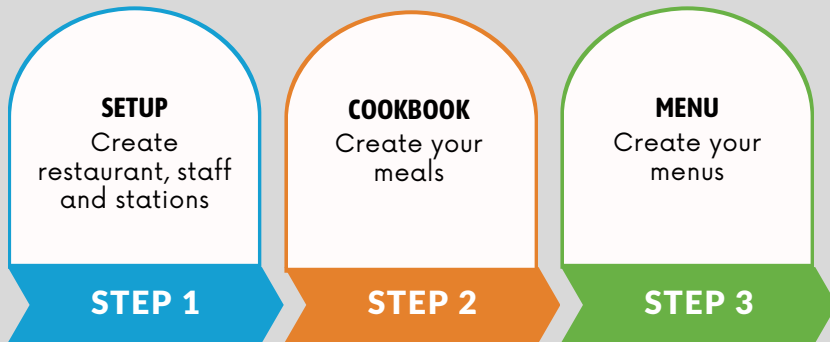 SETUP
Create
restaurant, staff
and stations
STEP 1
COOKBOOK
Create your
meals
STEP 2
MENU
Create your
menus
STEP 3